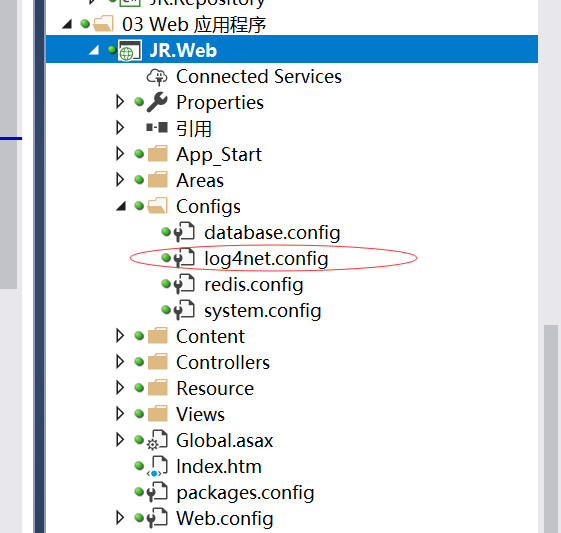 JR.Repository
03 Web 应用程序
JR.Web
Connected Services
Properties
引用
App_Start
Areas
Configs
database.config
log4net.config
redis.config
system.config
Content
Controllers
Resource
Views
Global.asax
Index.htm
packages.config
Web.config